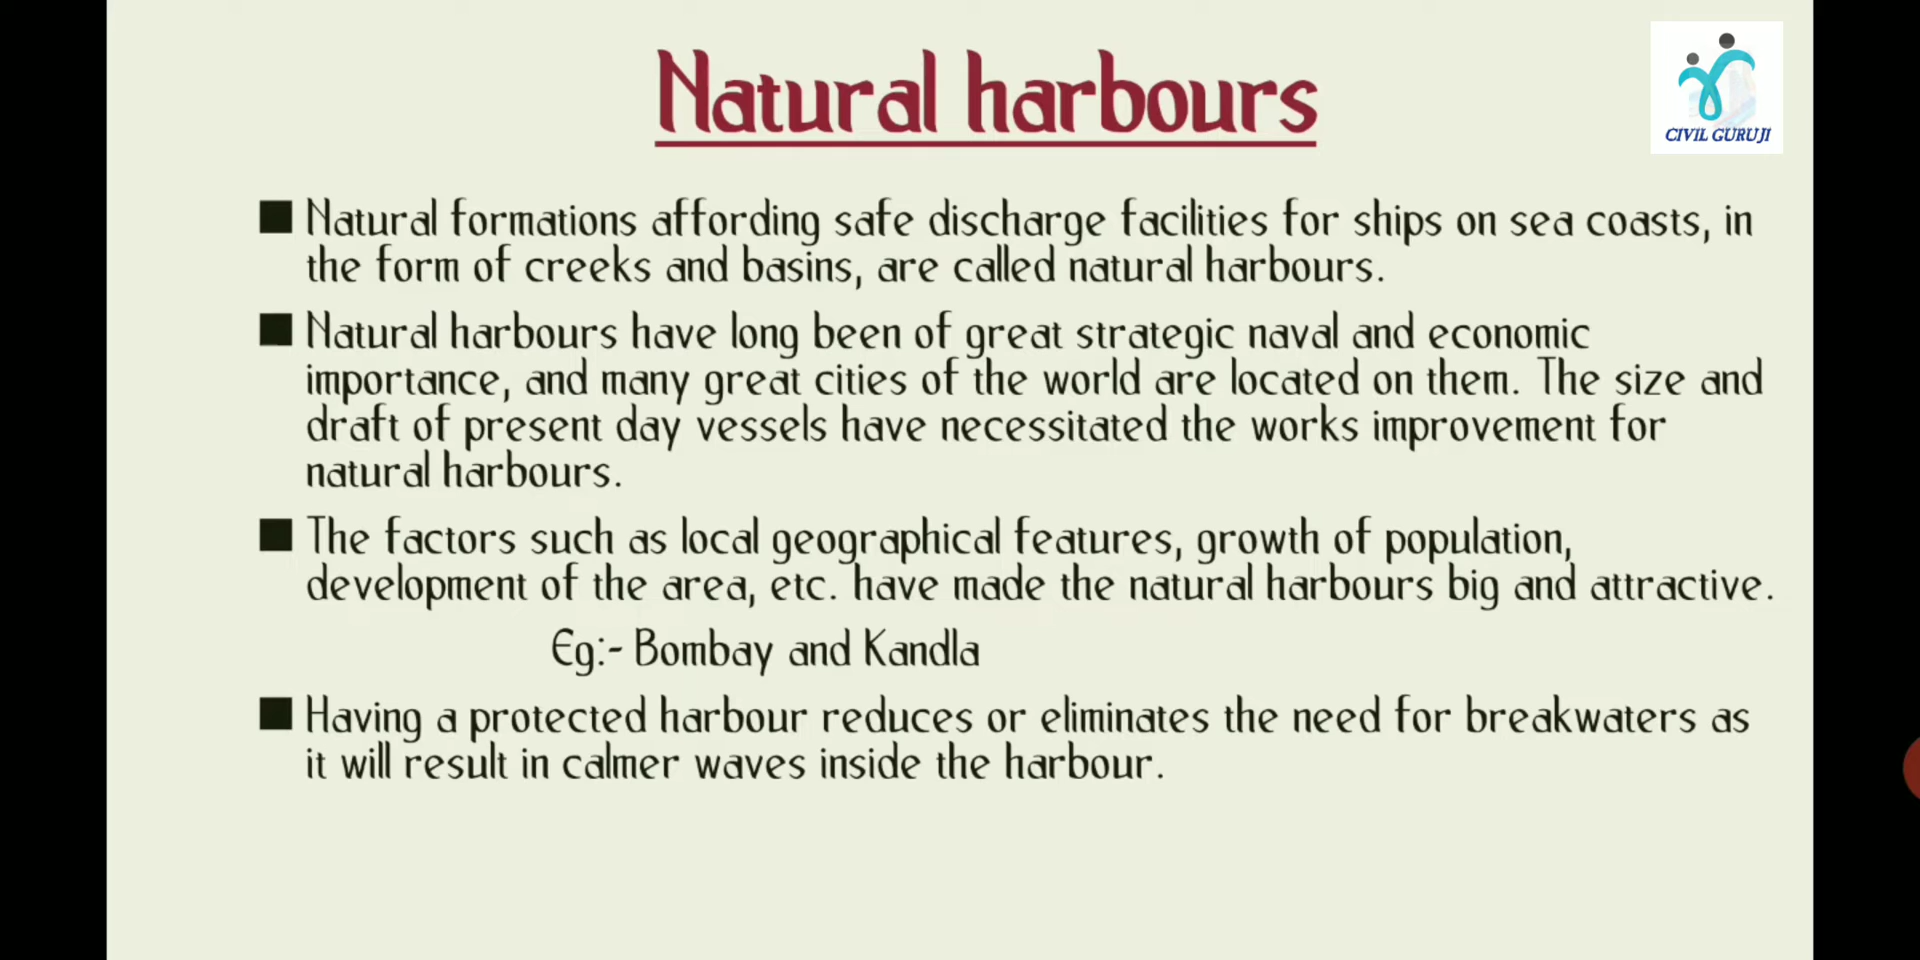 Natural harbours
CIVIL GURUJI
■ Natural formations affording safe discharge facilities for ships on sea coasts, in
the form of creeks and basins, are called natural harbours.
■ Natural harbours have long been of great strategic naval and economic
importance, and many great cities of the world are located on them. The size and
draft of present day vessels have necessitated the works improvement for
natural harbours.
■ The factors such as local geographical features, growth of population,
development of the area, etc. have made the natural harbours big and attractive.
Eg:- Bombay and Kandla
■ Having a protected harbour reduces or eliminates the need for breakwaters as
it will result in calmer waves inside the harbour.